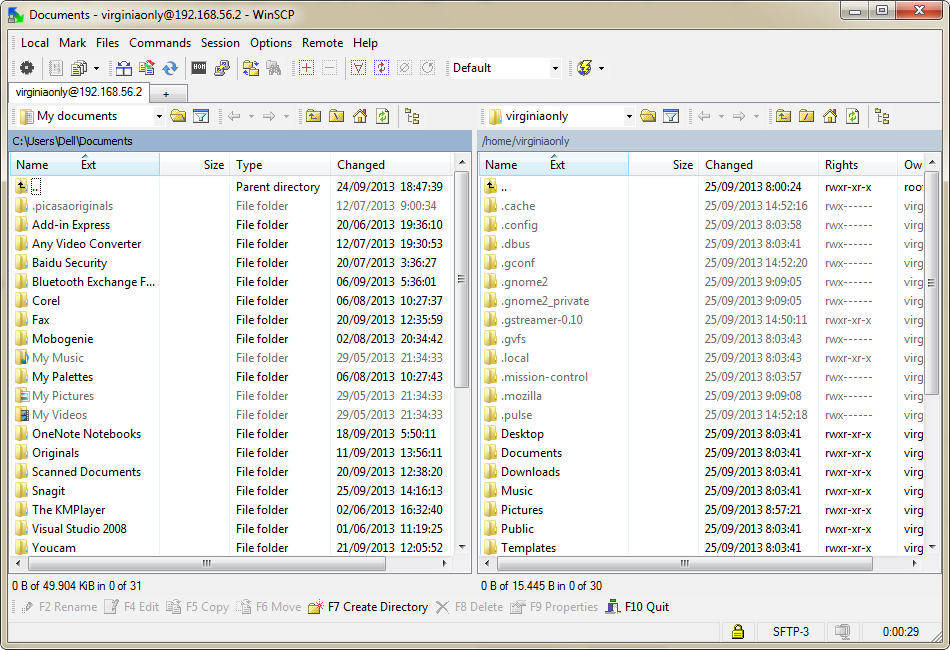 Documents - virginiaonly@192.168.56.2 - WinSCP
Local Mark Files Commands Session Options Remote Help
Default
virginiaonly@192.168.56.2 +
My documents virginiaonly
C:\Users\Dell\Documents /home/virginiaonly
Name Ext Size Type Changed Name Ext Size Changed Rights Ow
.. Parent directory 24/09/2013 18:47:39 .. 25/09/2013 8:00:24 rwxr-xr-x root
.picasaoriginals File folder 12/07/2013 9:00:34 .cache 25/09/2013 14:52:16 rwx------ virg
Add-in Express File folder 20/06/2013 19:36:10 .config 25/09/2013 8:03:58 rwx------ virg
Any Video Converter File folder 12/07/2013 19:30:53 .dbus 25/09/2013 8:03:41 rwx------ virg
Baidu Security File folder 20/07/2013 3:36:27 .gconf 25/09/2013 14:52:20 rwx------ virg
Bluetooth Exchange F... File folder 06/09/2013 5:36:01 .gnome2 25/09/2013 9:09:05 rwx------ virg
Corel File folder 06/08/2013 10:27:37 .gnome2_private 25/09/2013 9:09:05 rwx------ virg
Fax File folder 20/09/2013 12:35:59 .gstreamer-0.10 25/09/2013 14:50:11 rwxr-xr-x virg
Mobogenie File folder 02/08/2013 20:34:42 .gvfs 25/09/2013 8:03:43 rwx------ virg
My Music File folder 29/05/2013 21:34:33 .local 25/09/2013 8:03:43 rwxr-xr-x virg
My Palettes File folder 06/08/2013 10:27:43 .mission-control 25/09/2013 8:03:57 rwx------ virg
My Pictures File folder 29/05/2013 21:34:33 .mozilla 25/09/2013 9:09:08 rwx------ virg
My Videos File folder 29/05/2013 21:34:33 .pulse 25/09/2013 14:52:18 rwx------ virg
OneNote Notebooks File folder 18/09/2013 5:50:11 Desktop 25/09/2013 8:03:41 rwxr-xr-x virg
Originals File folder 11/09/2013 13:56:11 Documents 25/09/2013 8:03:41 rwxr-xr-x virg
Scanned Documents File folder 20/09/2013 12:38:20 Downloads 25/09/2013 8:03:41 rwxr-xr-x virg
Snagit File folder 25/09/2013 14:16:13 Music 25/09/2013 8:03:41 rwxr-xr-x virg
The KMPlayer File folder 02/06/2013 16:32:40 Pictures 25/09/2013 8:57:21 rwxr-xr-x virg
Visual Studio 2008 File folder 01/06/2013 11:19:25 Public 25/09/2013 8:03:41 rwxr-xr-x virg
Youcam File folder 21/09/2013 12:05:52 Templates 25/09/2013 8:03:41 rwxr-xr-x virg
0 B of 49.904 KiB in 0 of 31 0 B of 15.445 B in 0 of 30
F2 Rename F4 Edit F5 Copy F6 Move F7 Create Directory F8 Delete F9 Properties F10 Quit
SFTP-3 0:00:29